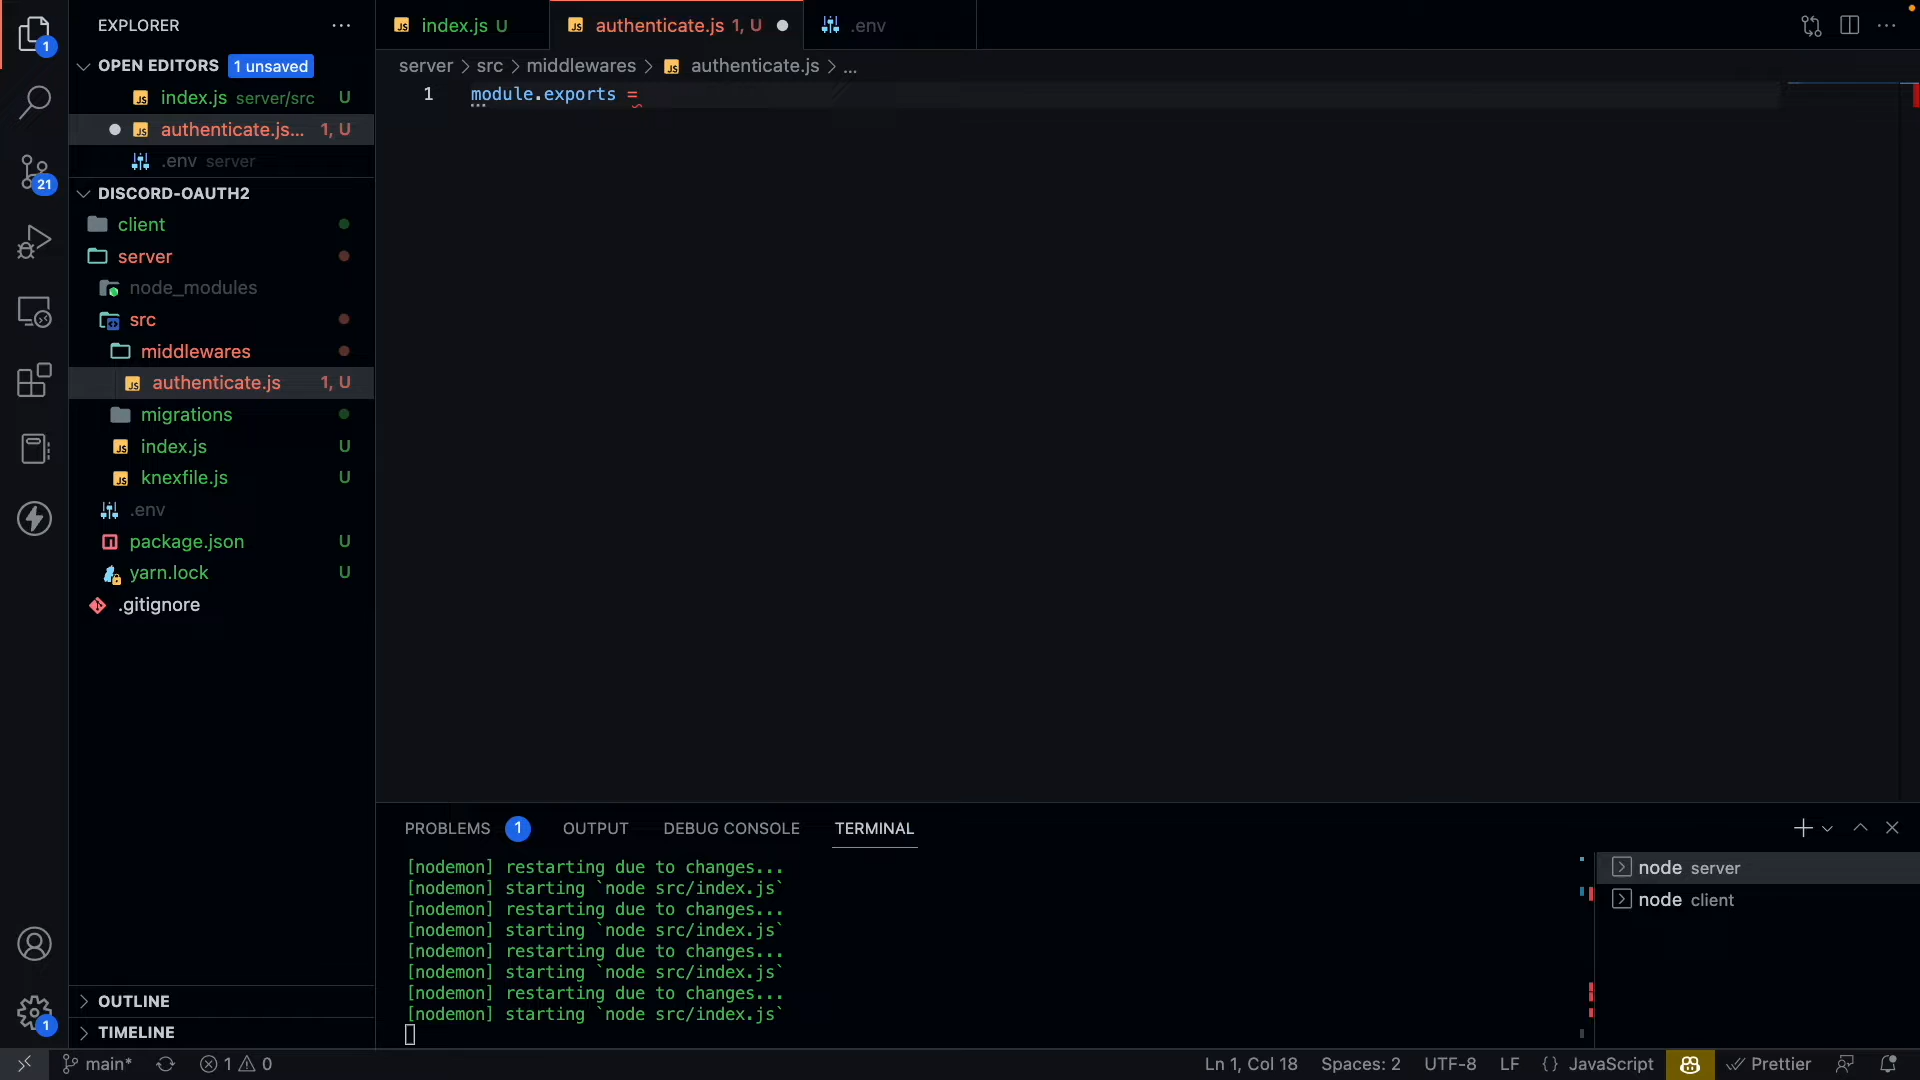 EXPLORER
OPEN EDITORS 1 unsaved
index.js server/src U
authenticate.js... 1, U
.env server
DISCORD-OAUTH2
client
server
node_modules
src
middlewares
authenticate.js 1, U
migrations
index.js U
knexfile.js U
.env
package.json U
yarn.lock U
.gitignore
OUTLINE
TIMELINE
1
21
1
index.js U
authenticate.js 1, U
.env
server > src > middlewares > authenticate.js > ...
1 module.exports =
PROBLEMS 1 OUTPUT DEBUG CONSOLE TERMINAL
[nodemon] restarting due to changes...
[nodemon] starting `node src/index.js`
[nodemon] restarting due to changes...
[nodemon] starting `node src/index.js`
[nodemon] restarting due to changes...
[nodemon] starting `node src/index.js`
[nodemon] restarting due to changes...
[nodemon] starting `node src/index.js`
node server
node client
main* 1 0 Ln 1, Col 18 Spaces: 2 UTF-8 LF {} JavaScript Prettier